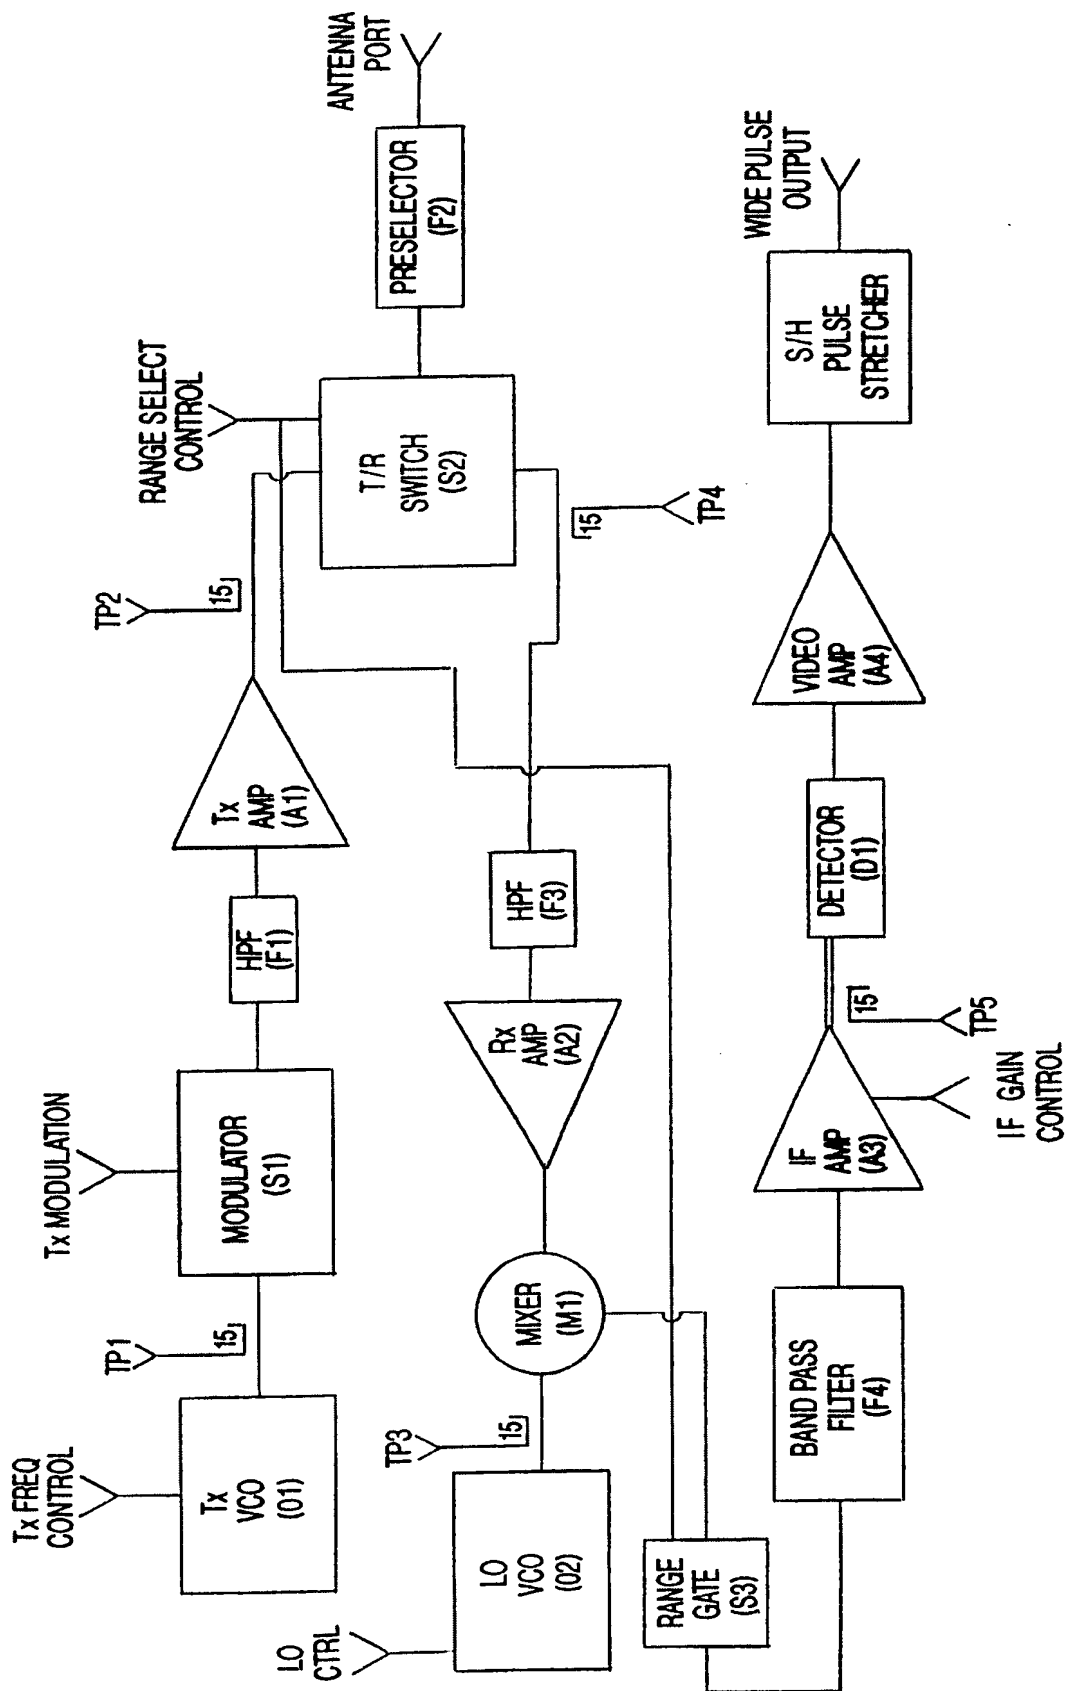 Tx FREQ
CONTROL
Tx
VCO
(O1)
TP1
15
Tx MODULATION
MODULATOR
(S1)
HPF
(F1)
Tx
AMP
(A1)
TP2
15
RANGE SELECT
CONTROL
T/R
SWITCH
(S2)
PRESELECTOR
(F2)
ANTENNA
PORT
LO
CTRL
LO
VCO
(O2)
TP3
15
MIXER
(M1)
Rx
AMP
(A2)
HPF
(F3)
15
TP4
RANGE
GATE
(S3)
BAND PASS
FILTER
(F4)
IF
AMP
(A3)
IF GAIN
CONTROL
15
TP5
DETECTOR
(D1)
VIDEO
AMP
(A4)
S/H
PULSE
STRETCHER
WIDE PULSE
OUTPUT